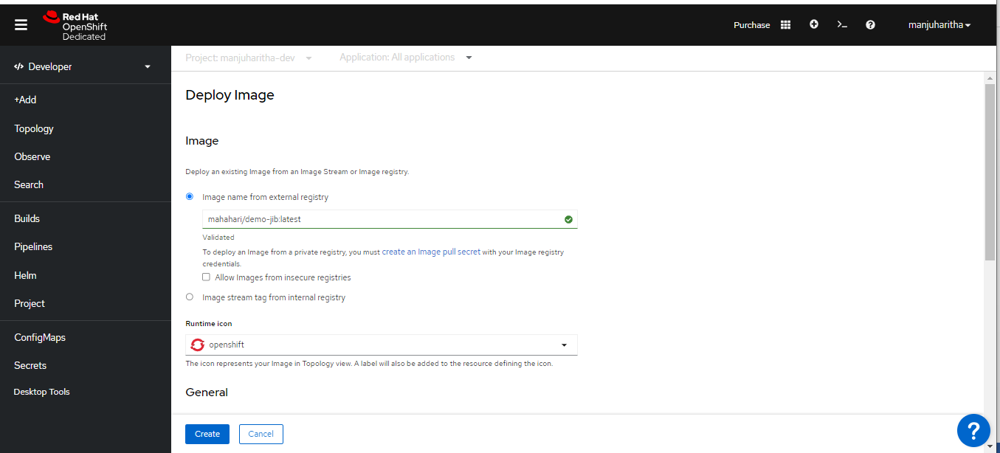 Red Hat
OpenShift
Dedicated
Purchase
manjuharitha
Developer
Project: manjuharitha-dev
Application: All applications
+Add
Topology
Observe
Search
Builds
Pipelines
Helm
Project
ConfigMaps
Secrets
Desktop Tools
Deploy Image
Image
Deploy an existing Image from an Image Stream or Image registry.
Image name from external registry
mahahari/demo-jib:latest
Validated
To deploy an Image from a private registry, you must create an Image pull secret with your Image registry
credentials.
Allow Images from insecure registries
Image stream tag from internal registry
Runtime icon
openshift
The icon represents your Image in Topology view. A label will also be added to the resource defining the icon.
General
Create
Cancel